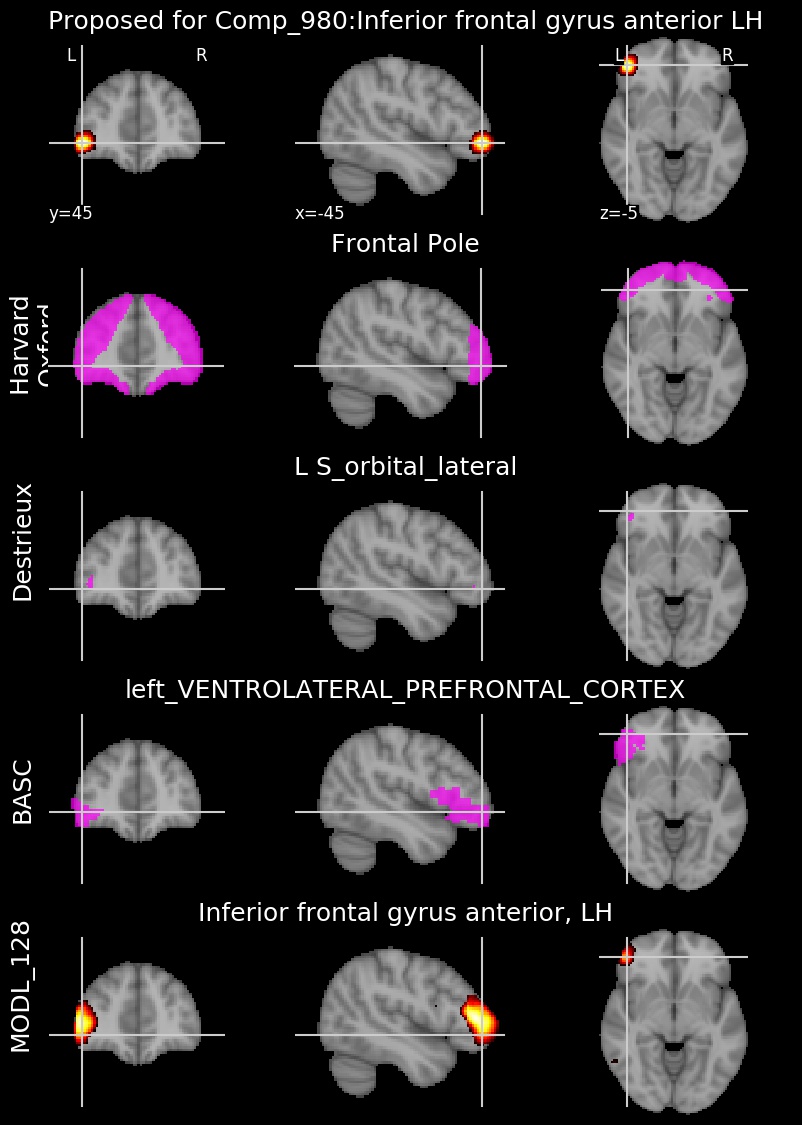 Proposed for Comp_980:Inferior frontal gyrus anterior LH
L R L R
y=45 x=-45 z=-5
Frontal Pole
Harvard
Oxford
L S_orbital_lateral
Destrieux
left_VENTROLATERAL_PREFRONTAL_CORTEX
BASC
Inferior frontal gyrus anterior, LH
MODL_128